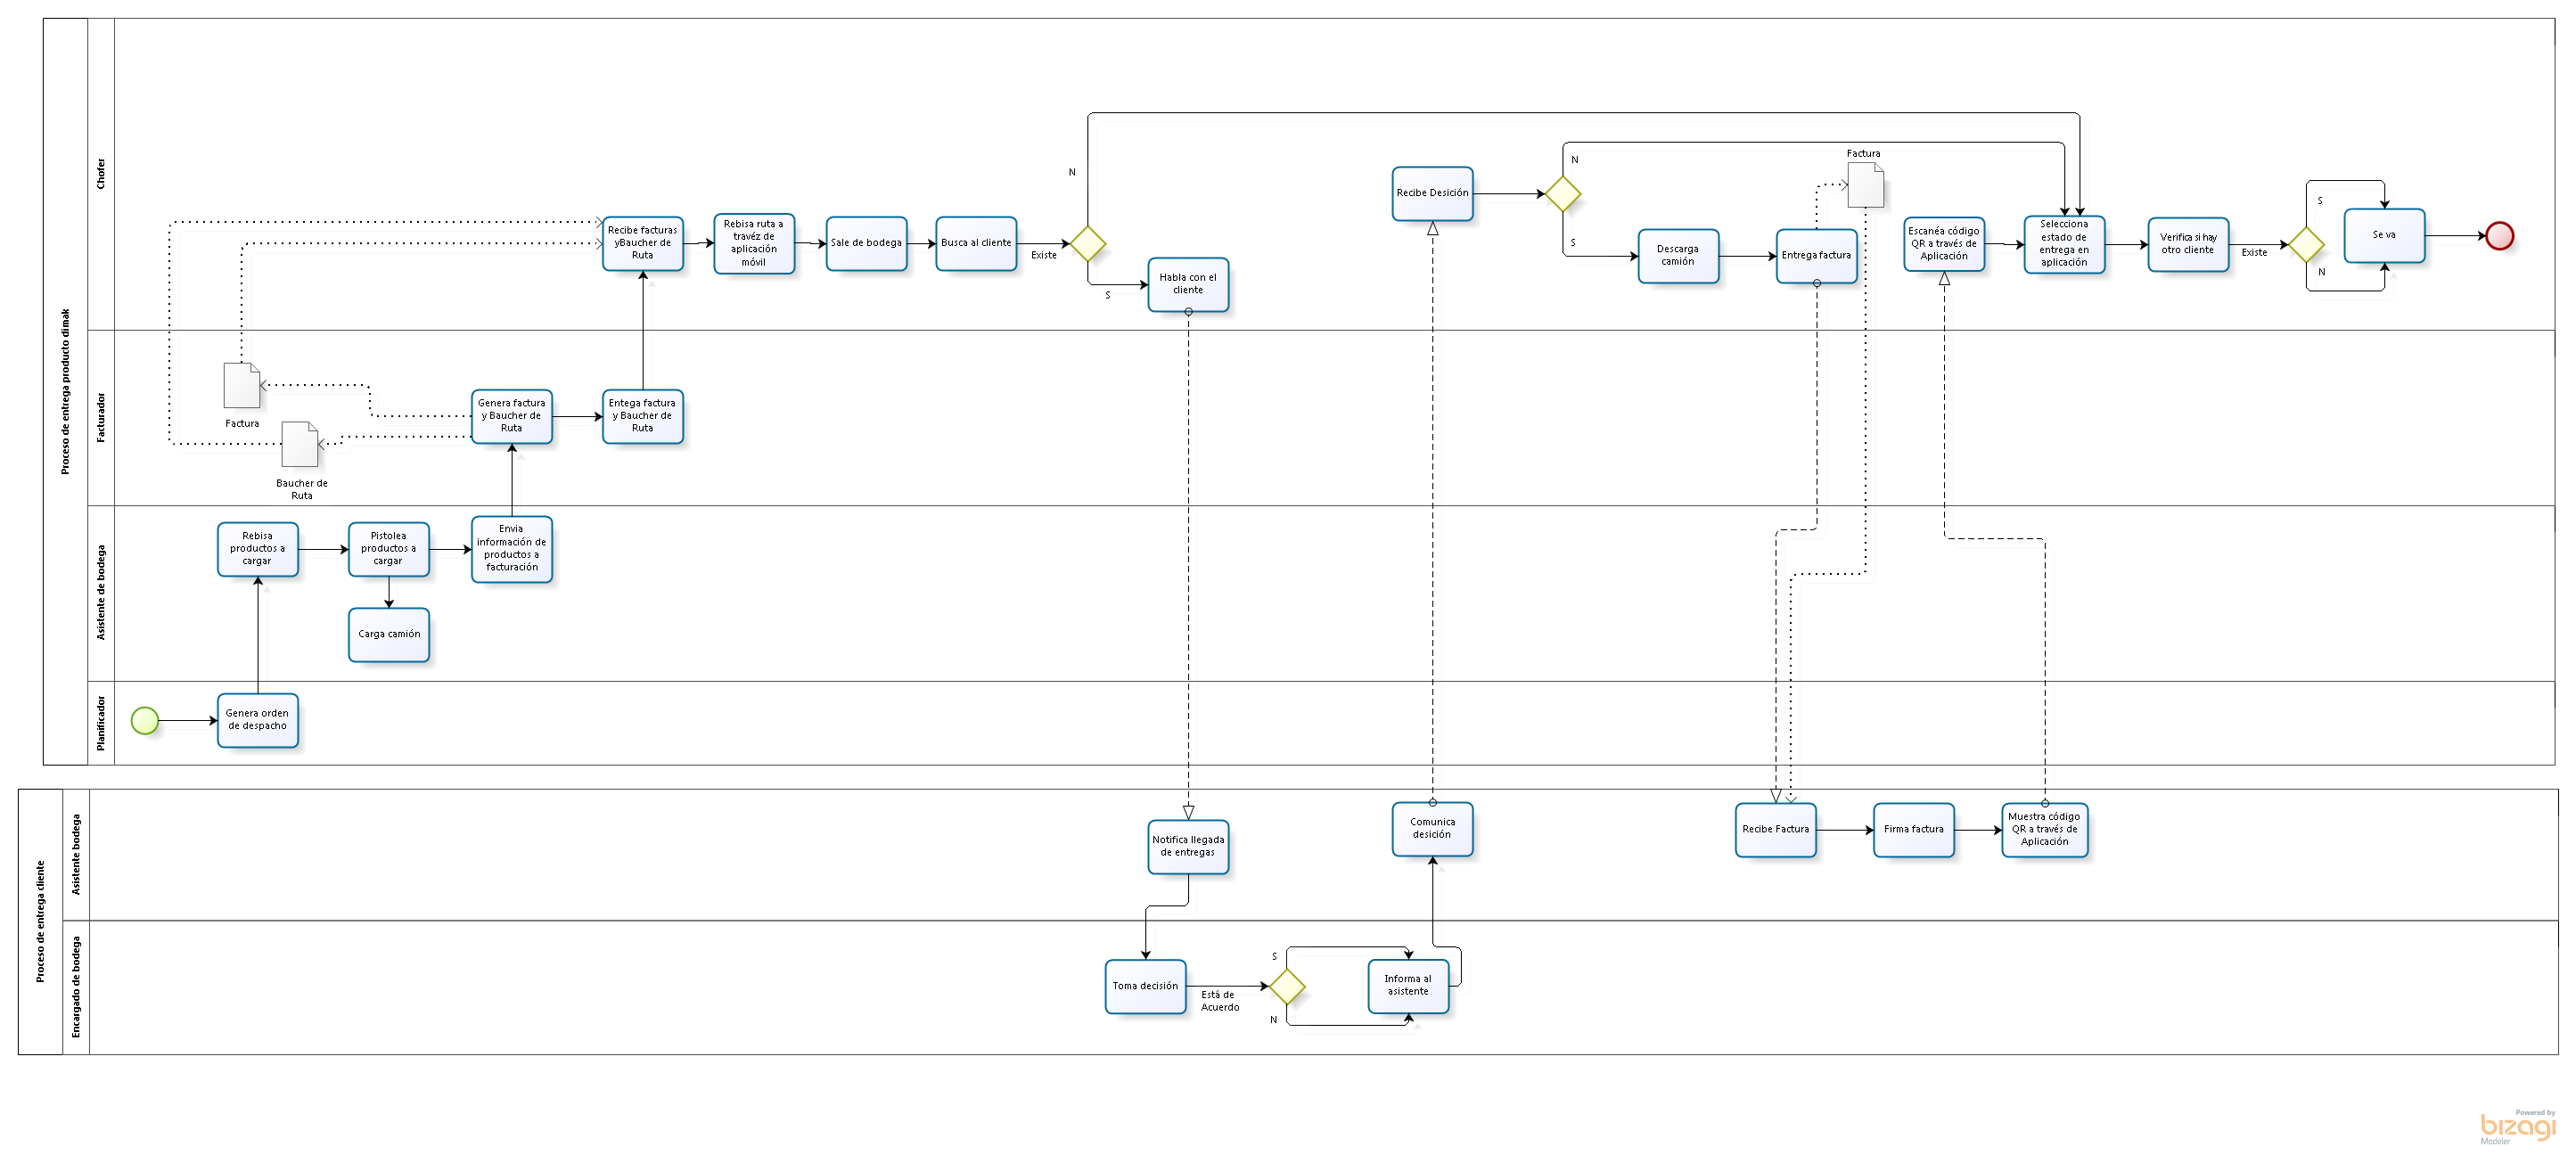 Proceso de entrega producto dimak
Chofer
N
Existe
S
Recibe facturas
yBaucher de
Ruta
Rebisa ruta a
travéz de
aplicación
móvil
Sale de bodega
Busca al cliente
Habla con el
cliente
Recibe Desición
N
S
Descarga
camión
Entrega factura
Factura
Escanéa código
QR a través de
Aplicación
Selecciona
estado de
entrega en
aplicación
Verifica si hay
otro cliente
Existe
S
N
Se va
Facturador
Factura
Baucher de
Ruta
Genera factura
y Baucher de
Ruta
Entega factura
y Baucher de
Ruta
Asistente de bodega
Rebisa
productos a
cargar
Pistolea
productos a
cargar
Envia
información de
productos a
facturación
Carga camión
Planificador
Genera orden
de despacho
Proceso de entrega cliente
Asistente bodega
Notifica llegada
de entregas
Comunica
desición
Recibe Factura
Firma factura
Muestra código
QR a través de
Aplicación
Encargado de bodega
Toma decisión
Está de
Acuerdo
S
N
Informa al
asistente
Powered by
bizagi
Modeler